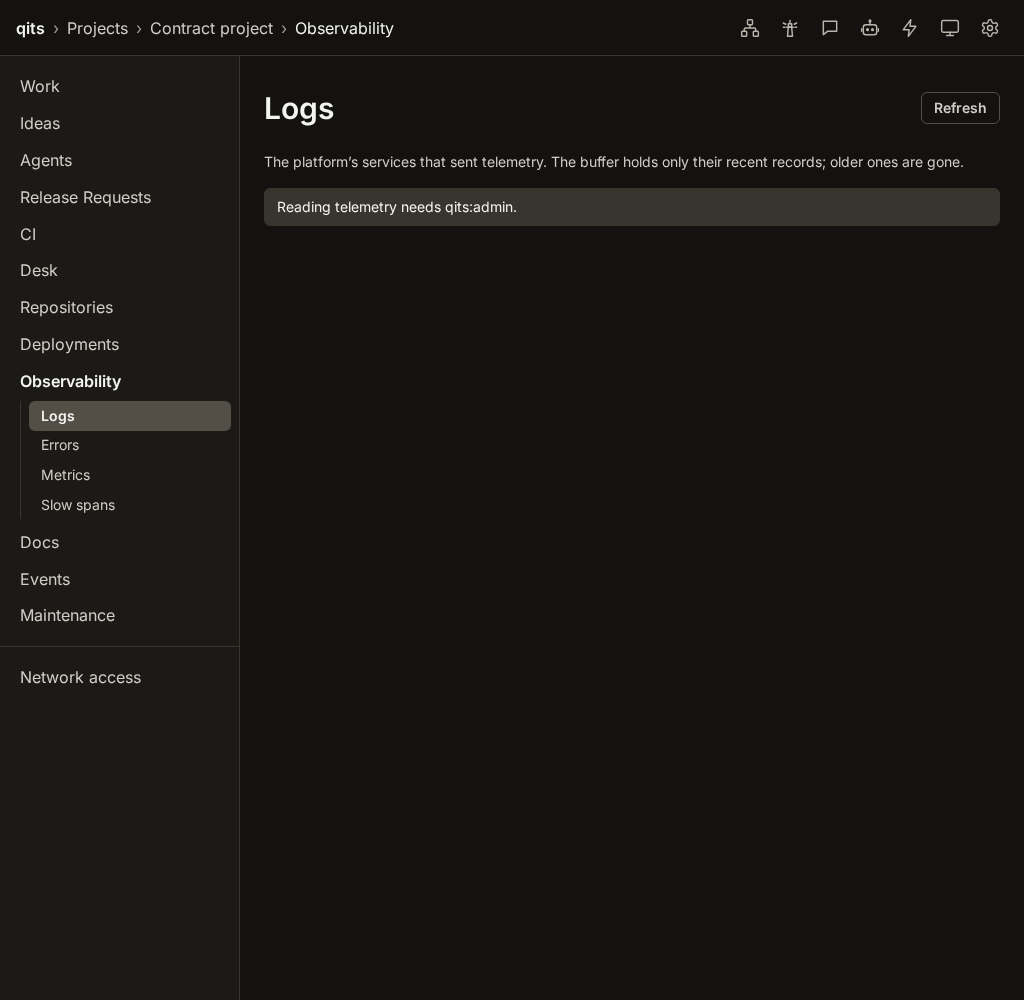 qits › Projects › Contract project › Observability
Work
Ideas
Agents
Release Requests
CI
Desk
Repositories
Deployments
Observability
Logs
Errors
Metrics
Slow spans
Docs
Events
Maintenance
Network access
Logs
Refresh
The platform’s services that sent telemetry. The buffer holds only their recent records; older ones are gone.
Reading telemetry needs qits:admin.